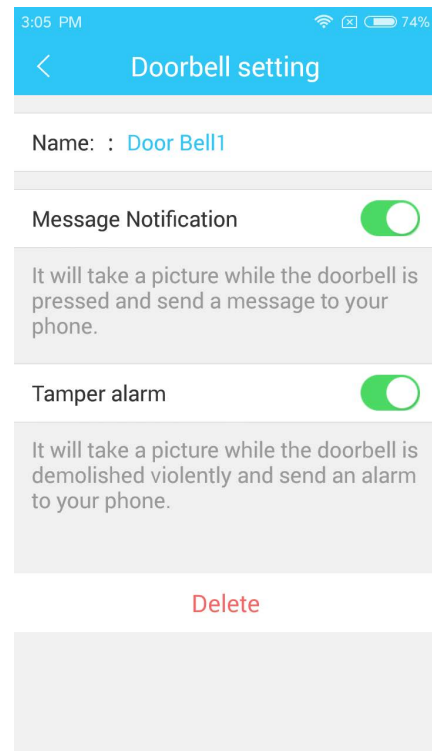 3:05 PM 74%
Doorbell setting
Name: : Door Bell1
Message Notification
It will take a picture while the doorbell is
pressed and send a message to your
phone.
Tamper alarm
It will take a picture while the doorbell is
demolished violently and send an alarm
to your phone.
Delete